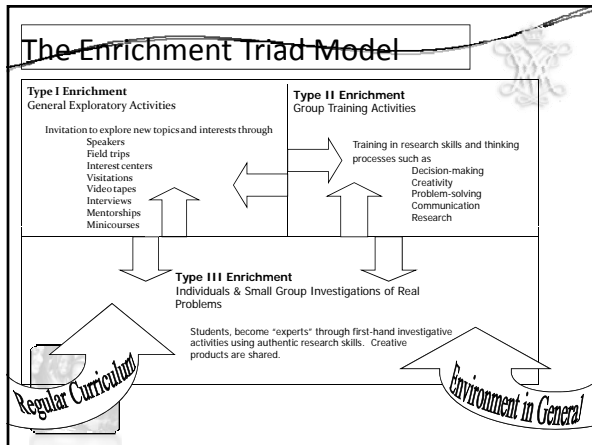 The Enrichment Triad Model
Type I Enrichment
General Exploratory Activities
Invitation to explore new topics and interests through
Speakers
Field trips
Interest centers
Visitations
Video tapes
Interviews
Mentorships
Minicourses
Type II Enrichment
Group Training Activities
Training in research skills and thinking
processes such as
Decision-making
Creativity
Problem-solving
Communication
Research
Type III Enrichment
Individuals & Small Group Investigations of Real
Problems
Students, become "experts" through first-hand investigative
activities using authentic research skills.  Creative
products are shared.
Regular Curriculum
Environment in General